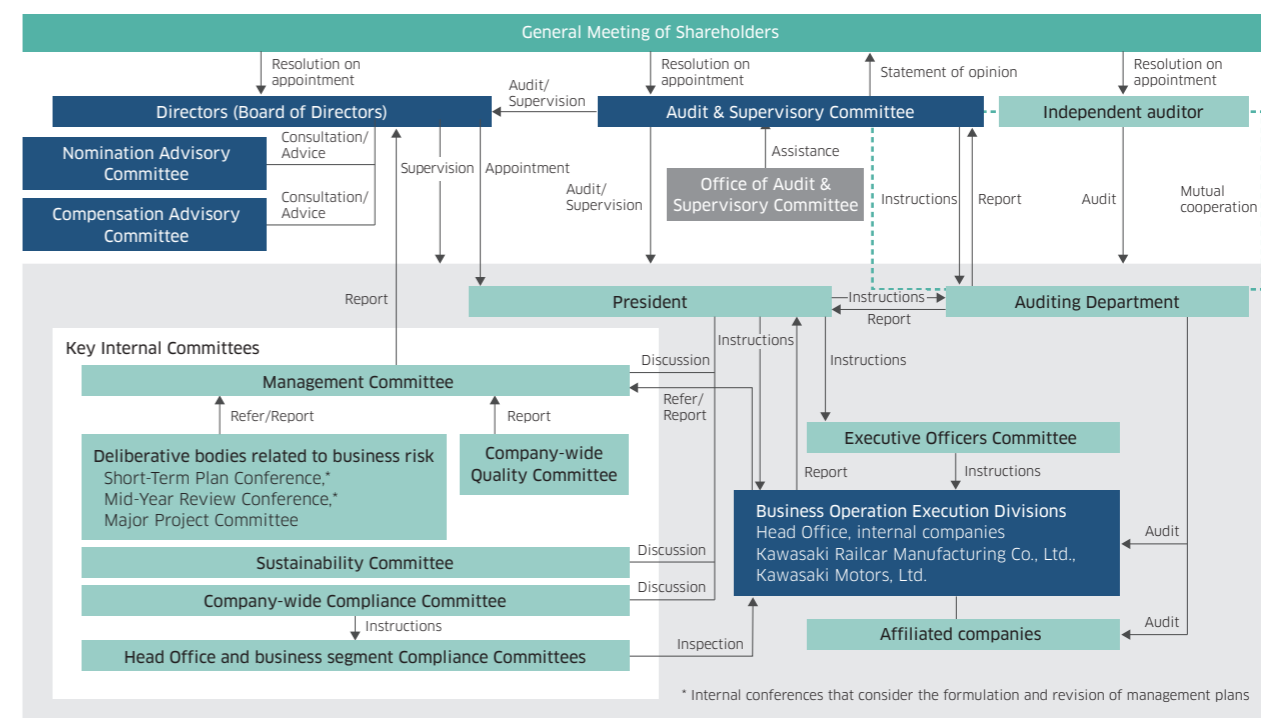 General Meeting of Shareholders
Resolution on
appointment
Resolution on
appointment
Statement of opinion
Resolution on
appointment
Audit/
Supervision
Directors (Board of Directors)
Audit & Supervisory Committee
Independent auditor
Consultation/
Advice
Nomination Advisory
Committee
Supervision
Appointment
Assistance
Audit/
Supervision
Office of Audit &
Supervisory Committee
Instructions
Report
Audit
Mutual
cooperation
Consultation/
Advice
Compensation Advisory
Committee
Report
President
Instructions
Report
Auditing Department
Key Internal Committees
Discussion
Instructions
Instructions
Management Committee
Refer/
Report
Refer/Report
Report
Executive Officers Committee
Deliberative bodies related to business risk
Short-Term Plan Conference,*
Mid-Year Review Conference,*
Major Project Committee
Company-wide
Quality Committee
Report
Instructions
Business Operation Execution Divisions
Head Office, internal companies
Kawasaki Railcar Manufacturing Co., Ltd.,
Kawasaki Motors, Ltd.
Audit
Sustainability Committee
Discussion
Company-wide Compliance Committee
Discussion
Instructions
Affiliated companies
Audit
Head Office and business segment Compliance Committees
Inspection
* Internal conferences that consider the formulation and revision of management plans